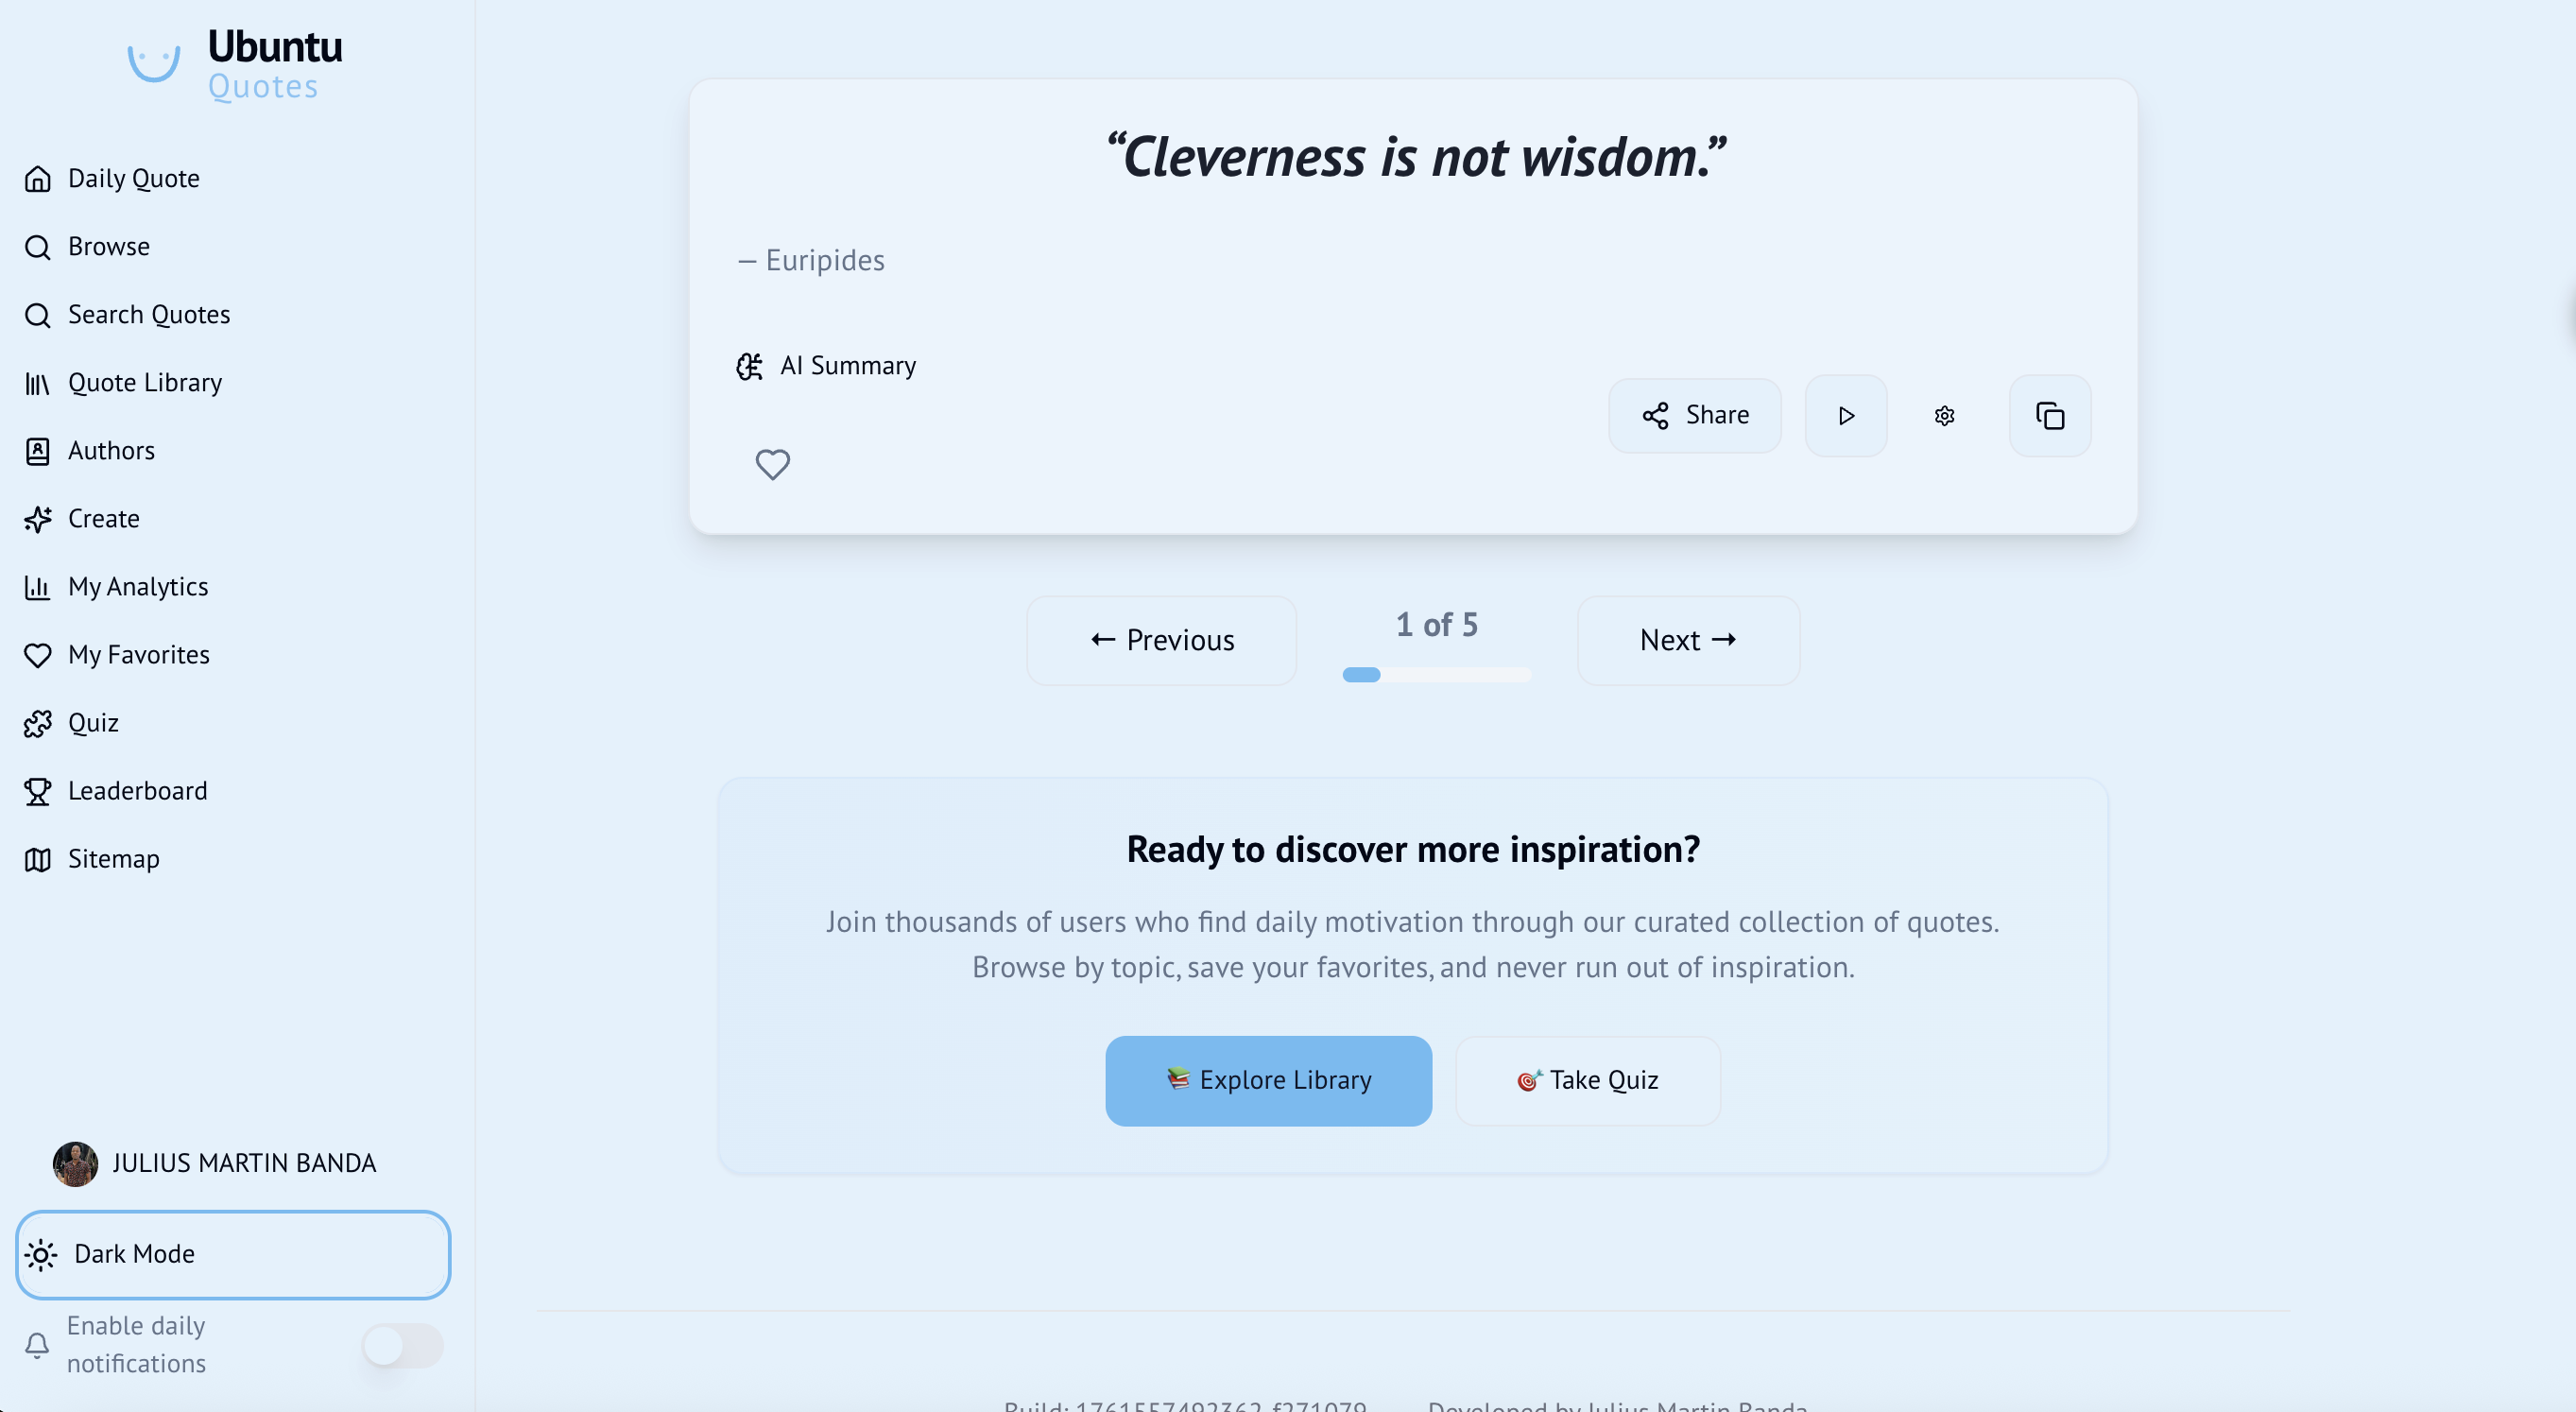 Ubuntu
Quotes
Daily Quote
Browse
Search Quotes
Quote Library
Authors
Create
My Analytics
My Favorites
Quiz
Leaderboard
Sitemap
JULIUS MARTIN BANDA
Dark Mode
Enable daily
notifications
“Cleverness is not wisdom.”
— Euripides
AI Summary
Share
← Previous
1 of 5
Next →
Ready to discover more inspiration?
Join thousands of users who find daily motivation through our curated collection of quotes.
Browse by topic, save your favorites, and never run out of inspiration.
📚 Explore Library
🎯 Take Quiz
Build: 1761557492362-f271079 Developed by Julius Martin Banda